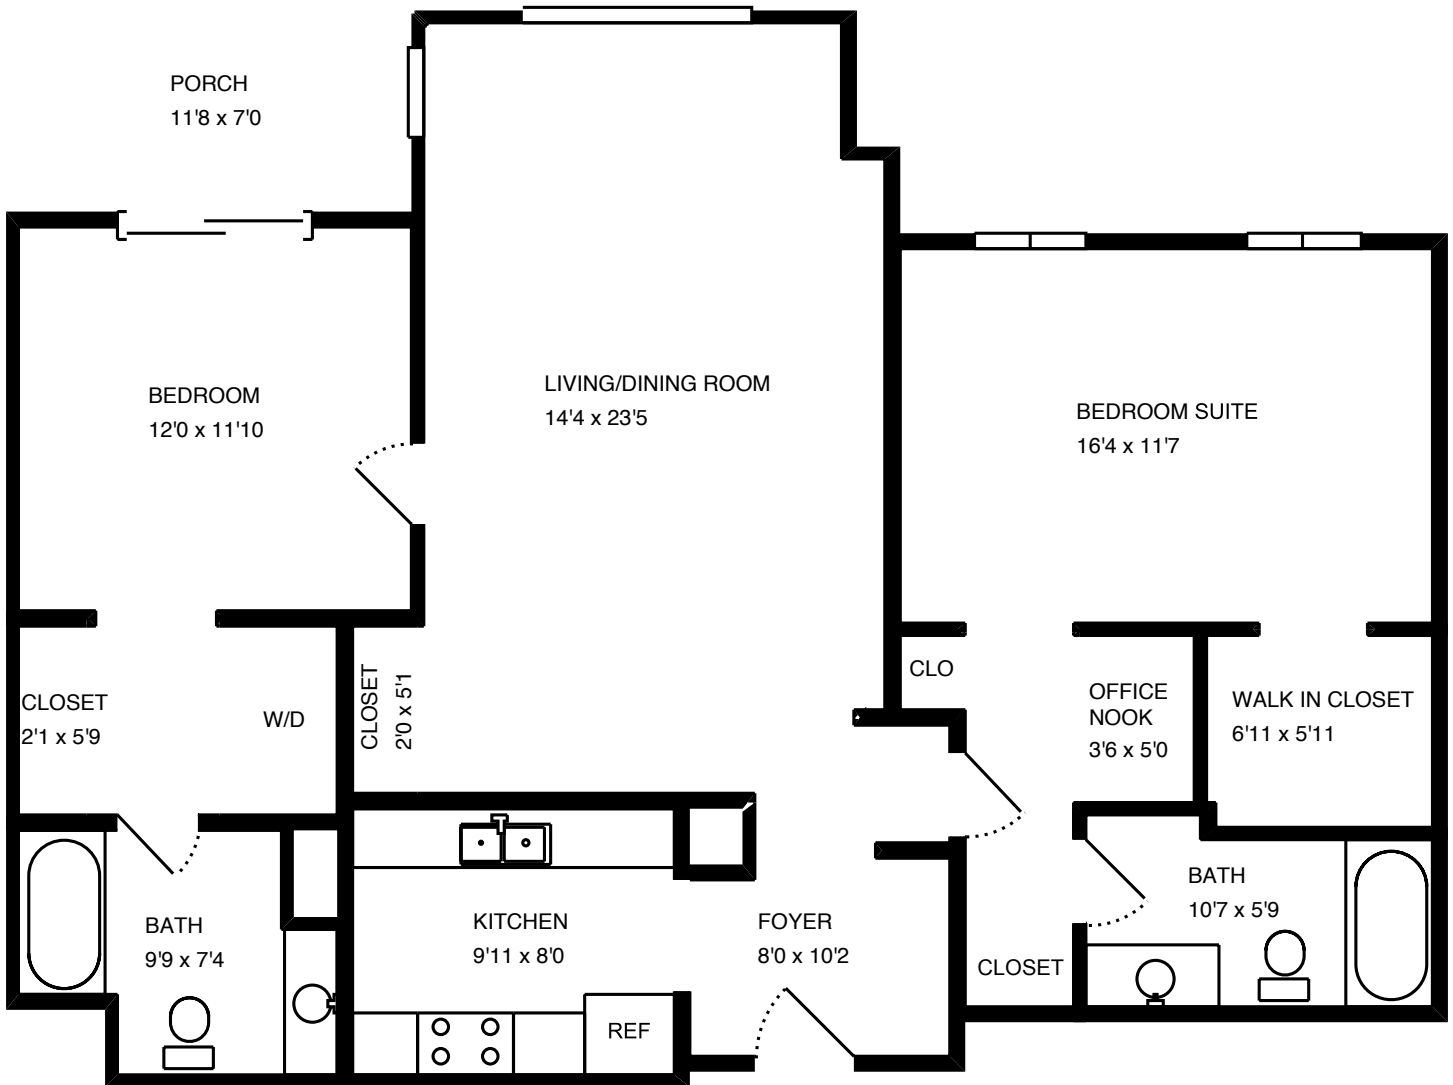 PORCH
11'8 x 7'0
BEDROOM
12'0 x 11'10
LIVING/DINING ROOM
14'4 x 23'5
BEDROOM SUITE
16'4 x 11'7
CLOSET
2'1 x 5'9
W/D
CLOSET
2'0 x 5'1
CLO
OFFICE
NOOK
3'6 x 5'0
WALK IN CLOSET
6'11 x 5'11
BATH
9'9 x 7'4
KITCHEN
9'11 x 8'0
FOYER
8'0 x 10'2
CLOSET
BATH
10'7 x 5'9
REF